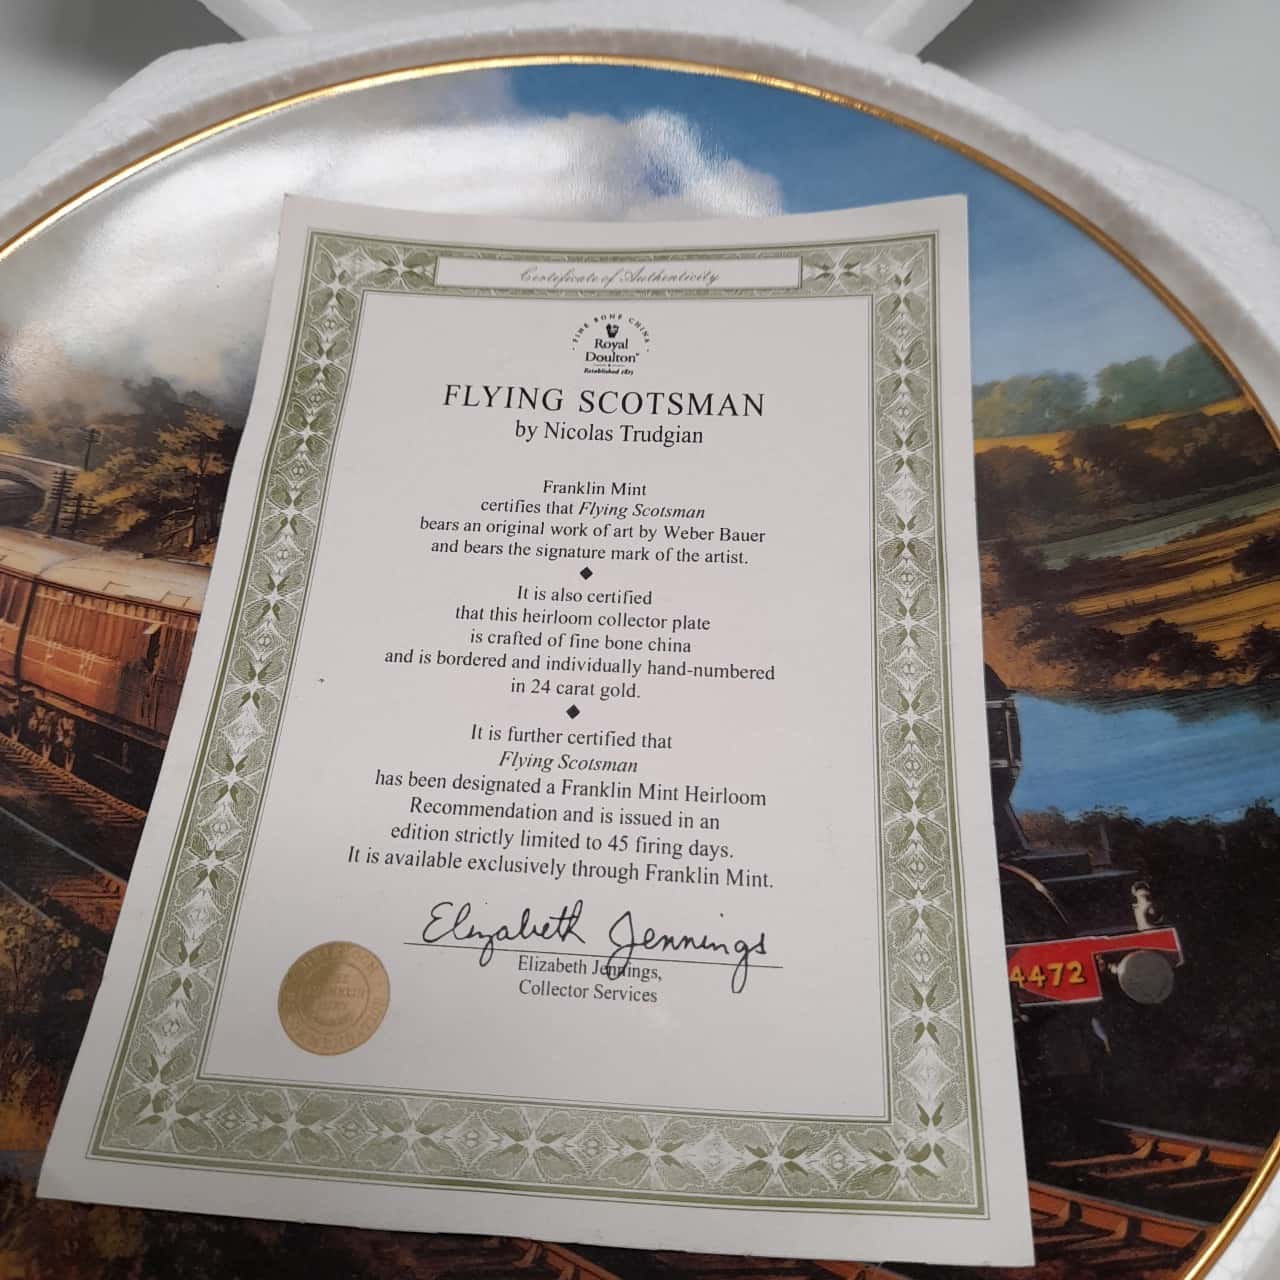 Certificate of Authenticity
FINE BONE CHINA
Royal
Doulton
Established 1815
FLYING SCOTSMAN
by Nicolas Trudgian
Franklin Mint
certifies that Flying Scotsman
bears an original work of art by Weber Bauer
and bears the signature mark of the artist.
It is also certified
that this heirloom collector plate
is crafted of fine bone china
and is bordered and individually hand-numbered
in 24 carat gold.
It is further certified that
Flying Scotsman
has been designated a Franklin Mint Heirloom
Recommendation and is issued in an
edition strictly limited to 45 firing days.
It is available exclusively through Franklin Mint.
Elizabeth Jennings
Elizabeth Jennings,
Collector Services
4472